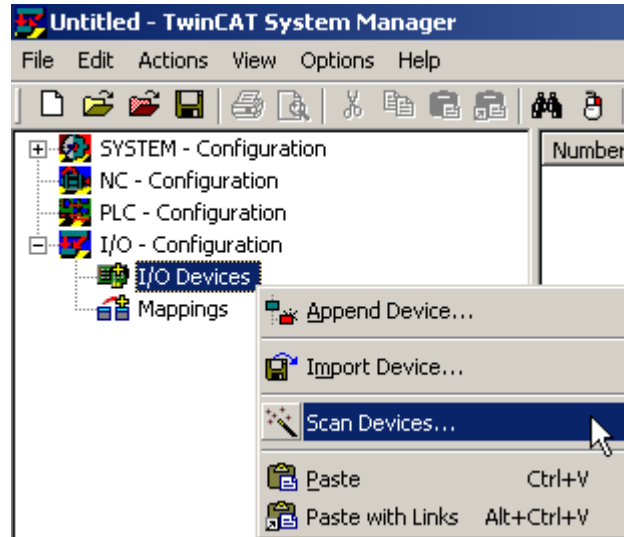 Untitled - TwinCAT System Manager
File Edit Actions View Options Help
SYSTEM - Configuration
Number
NC - Configuration
PLC - Configuration
I/O - Configuration
I/O Devices
Mappings
Append Device...
Import Device...
Scan Devices...
Paste Ctrl+V
Paste with Links Alt+Ctrl+V